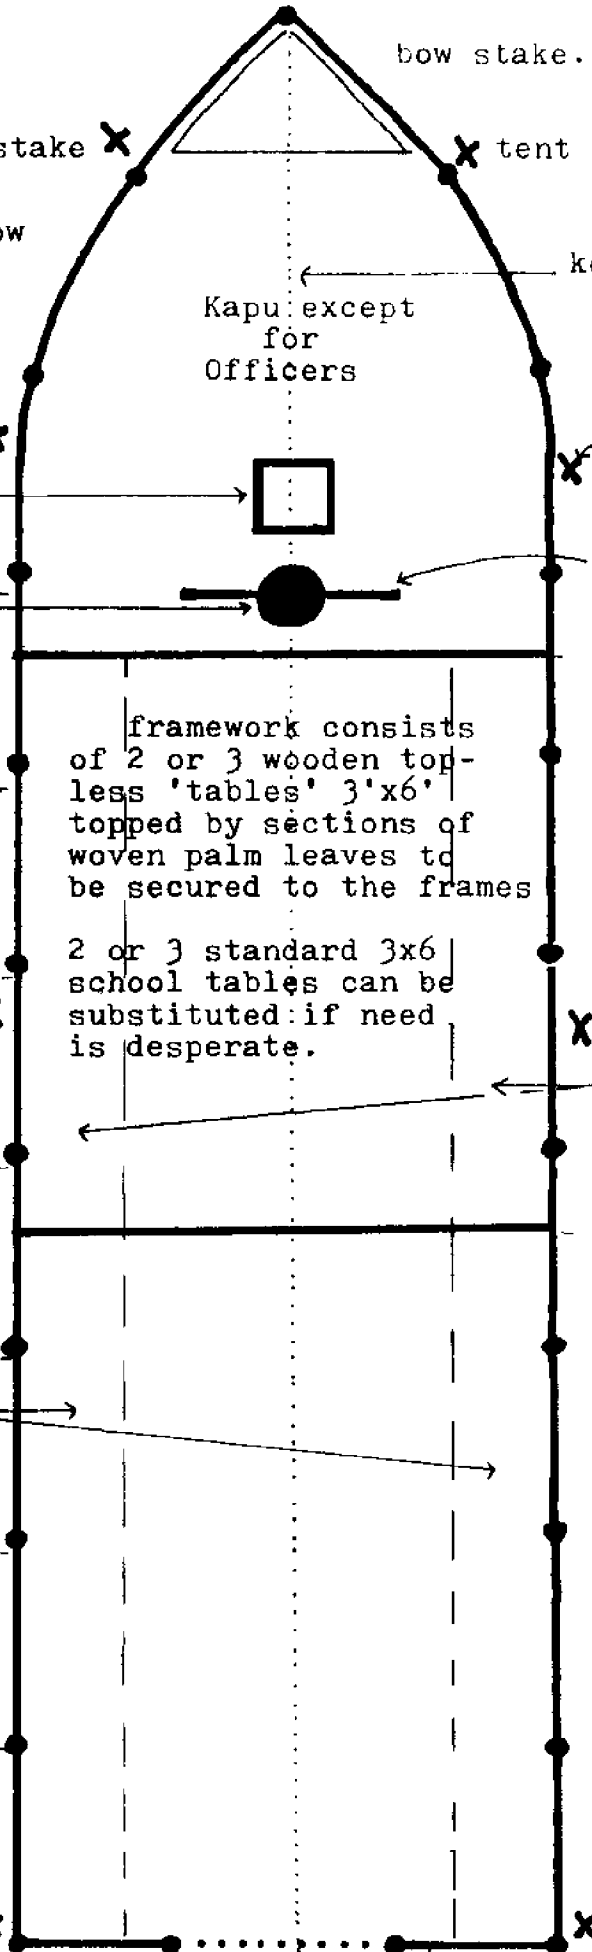 bow stake.
stake
tent
Kapu except
for
Officers
framework consists
of 2 or 3 wooden top-
less 'tables' 3'x6'
topped by sections of
woven palm leaves to
be secured to the frames
2 or 3 standard 3x6
school tables can be
substituted if need
is desperate.